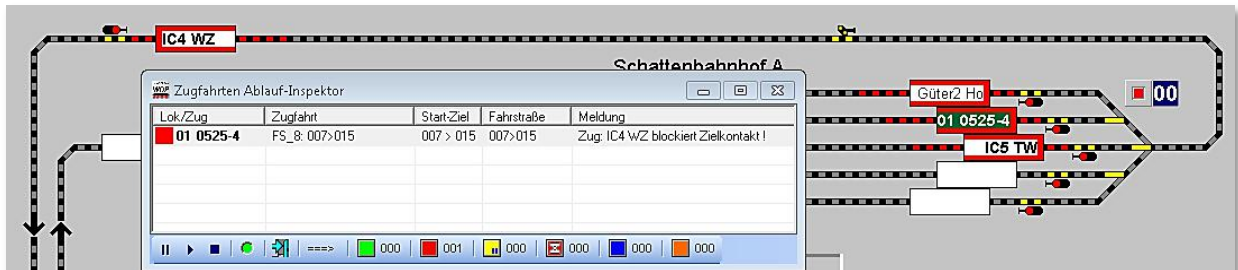 IC4 WZ
Schattenbahnhof A
WDP Zugfahrten Ablauf-Inspektor
Lok/Zug Zugfahrt Start-Ziel Fahrstraße Meldung
01 0525-4 FS_8: 007>015 007 > 015 007>015 Zug: IC4 WZ blockiert Zielkontakt !
===> 000 001 000 000 000 000
Güter2 Ho
00
01 0525-4
IC5 TW